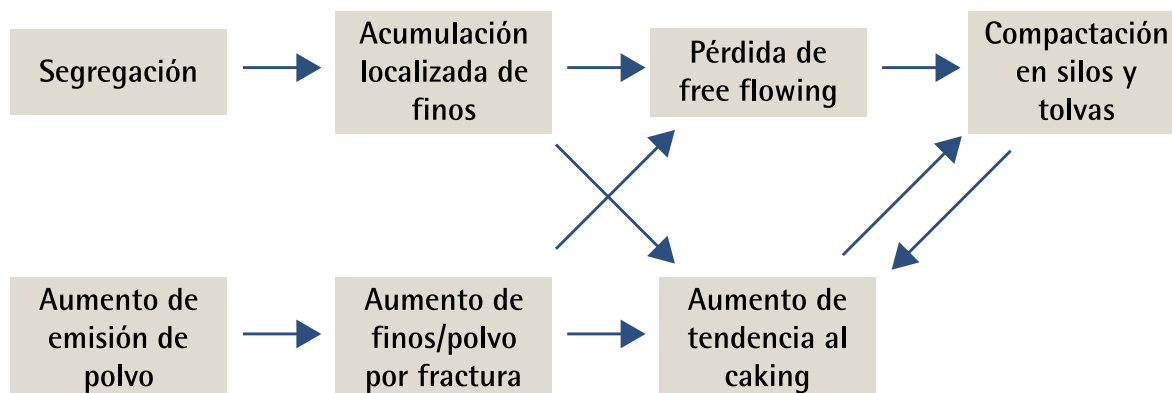 Segregación
Acumulación
localizada de
finos
Pérdida de
free flowing
Compactación
en silos y
tolvas
Aumento de
emisión de
polvo
Aumento de
finos/polvo
por fractura
Aumento de
tendencia al
caking